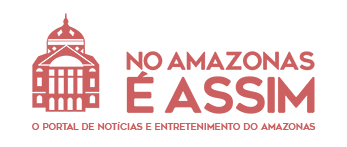 NO AMAZONAS
É ASSIM
O PORTAL DE NOTÍCIAS E ENTRETENIMENTO DO AMAZONAS